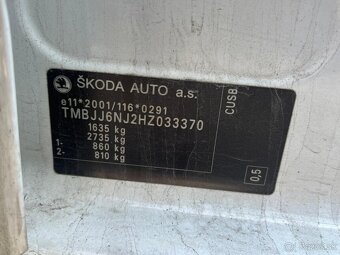 ŠKODA AUTO a.s.
e11*2001/116*0291
TMBJJ6NJ2HZ033370
1635 kg
2735 kg
1- 860 kg
2- 810 kg
CUSB
0,5